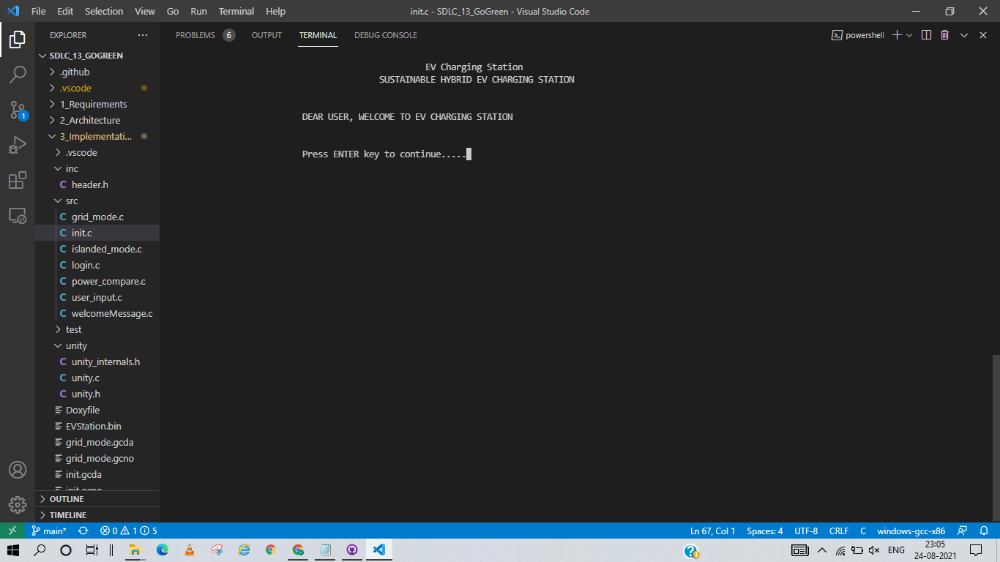 File Edit Selection View Go Run Terminal Help
init.c - SDLC_13_GoGreen - Visual Studio Code
EXPLORER
SDLC_13_GOGREEN
.github
.vscode
1_Requirements
2_Architecture
3_Implementati...
.vscode
inc
C header.h
src
C grid_mode.c
C init.c
C islanded_mode.c
C login.c
C power_compare.c
C user_input.c
C welcomeMessage.c
test
unity
C unity_internals.h
C unity.c
C unity.h
Doxyfile
EVStation.bin
grid_mode.gcda
grid_mode.gcno
init.gcda
init.gcno
OUTLINE
TIMELINE
1
PROBLEMS 6 OUTPUT TERMINAL DEBUG CONSOLE
powershell
EV Charging Station
SUSTAINABLE HYBRID EV CHARGING STATION
DEAR USER, WELCOME TO EV CHARGING STATION
Press ENTER key to continue.....
main* 0 1 5
Ln 67, Col 1 Spaces: 4 UTF-8 CRLF C windows-gcc-x86
ENG
23:05
24-08-2021